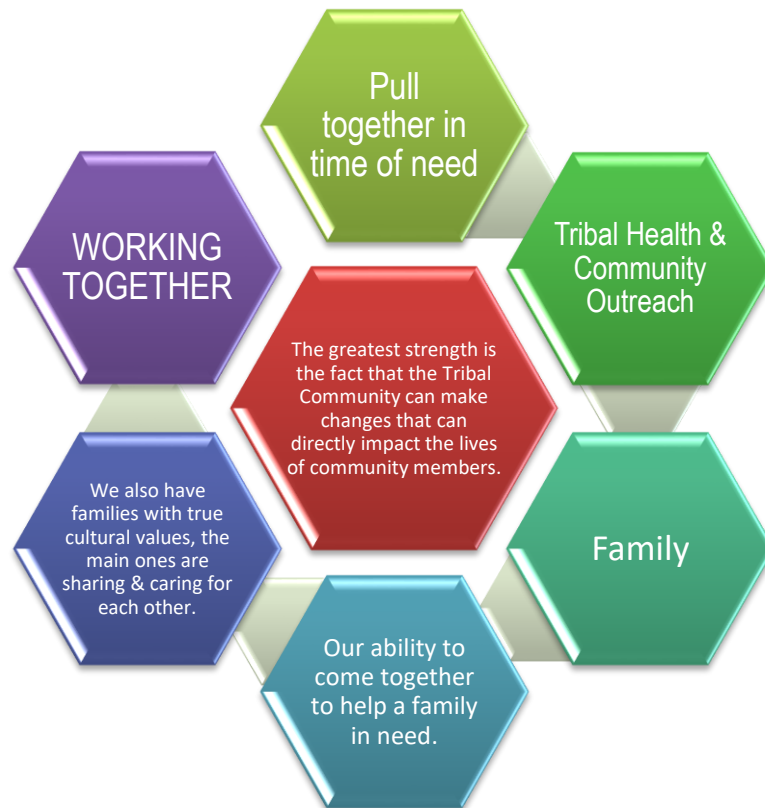 Pull
together in
time of need
Tribal Health &
Community
Outreach
Family
Our ability to
come together
to help a family
in need.
We also have
families with true
cultural values, the
main ones are
sharing & caring for
each other.
WORKING
TOGETHER
The greatest strength is
the fact that the Tribal
Community can make
changes that can
directly impact the lives
of community members.